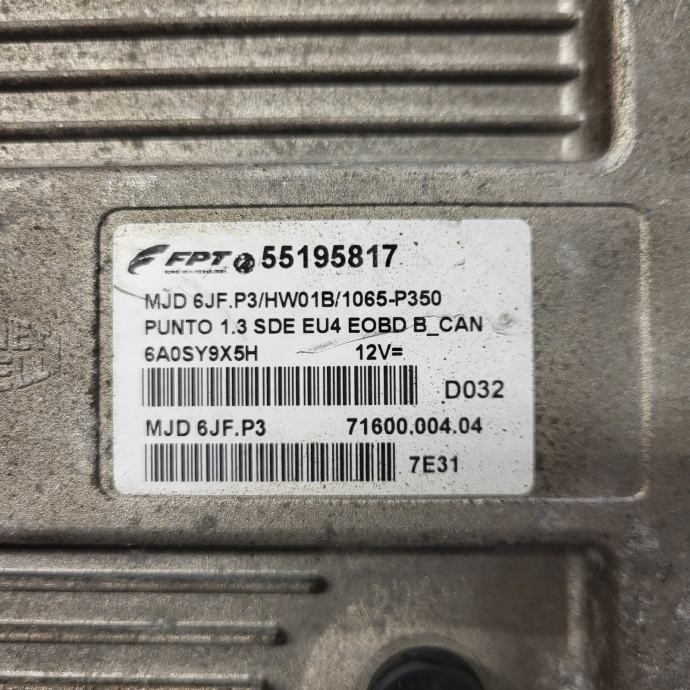 FPT 55195817
MJD 6JF.P3/HW01B/1065-P350
PUNTO 1.3 SDE EU4 EOBD B_CAN
6A0SY9X5H 12V=
D032
MJD 6JF.P3 71600.004.04
7E31